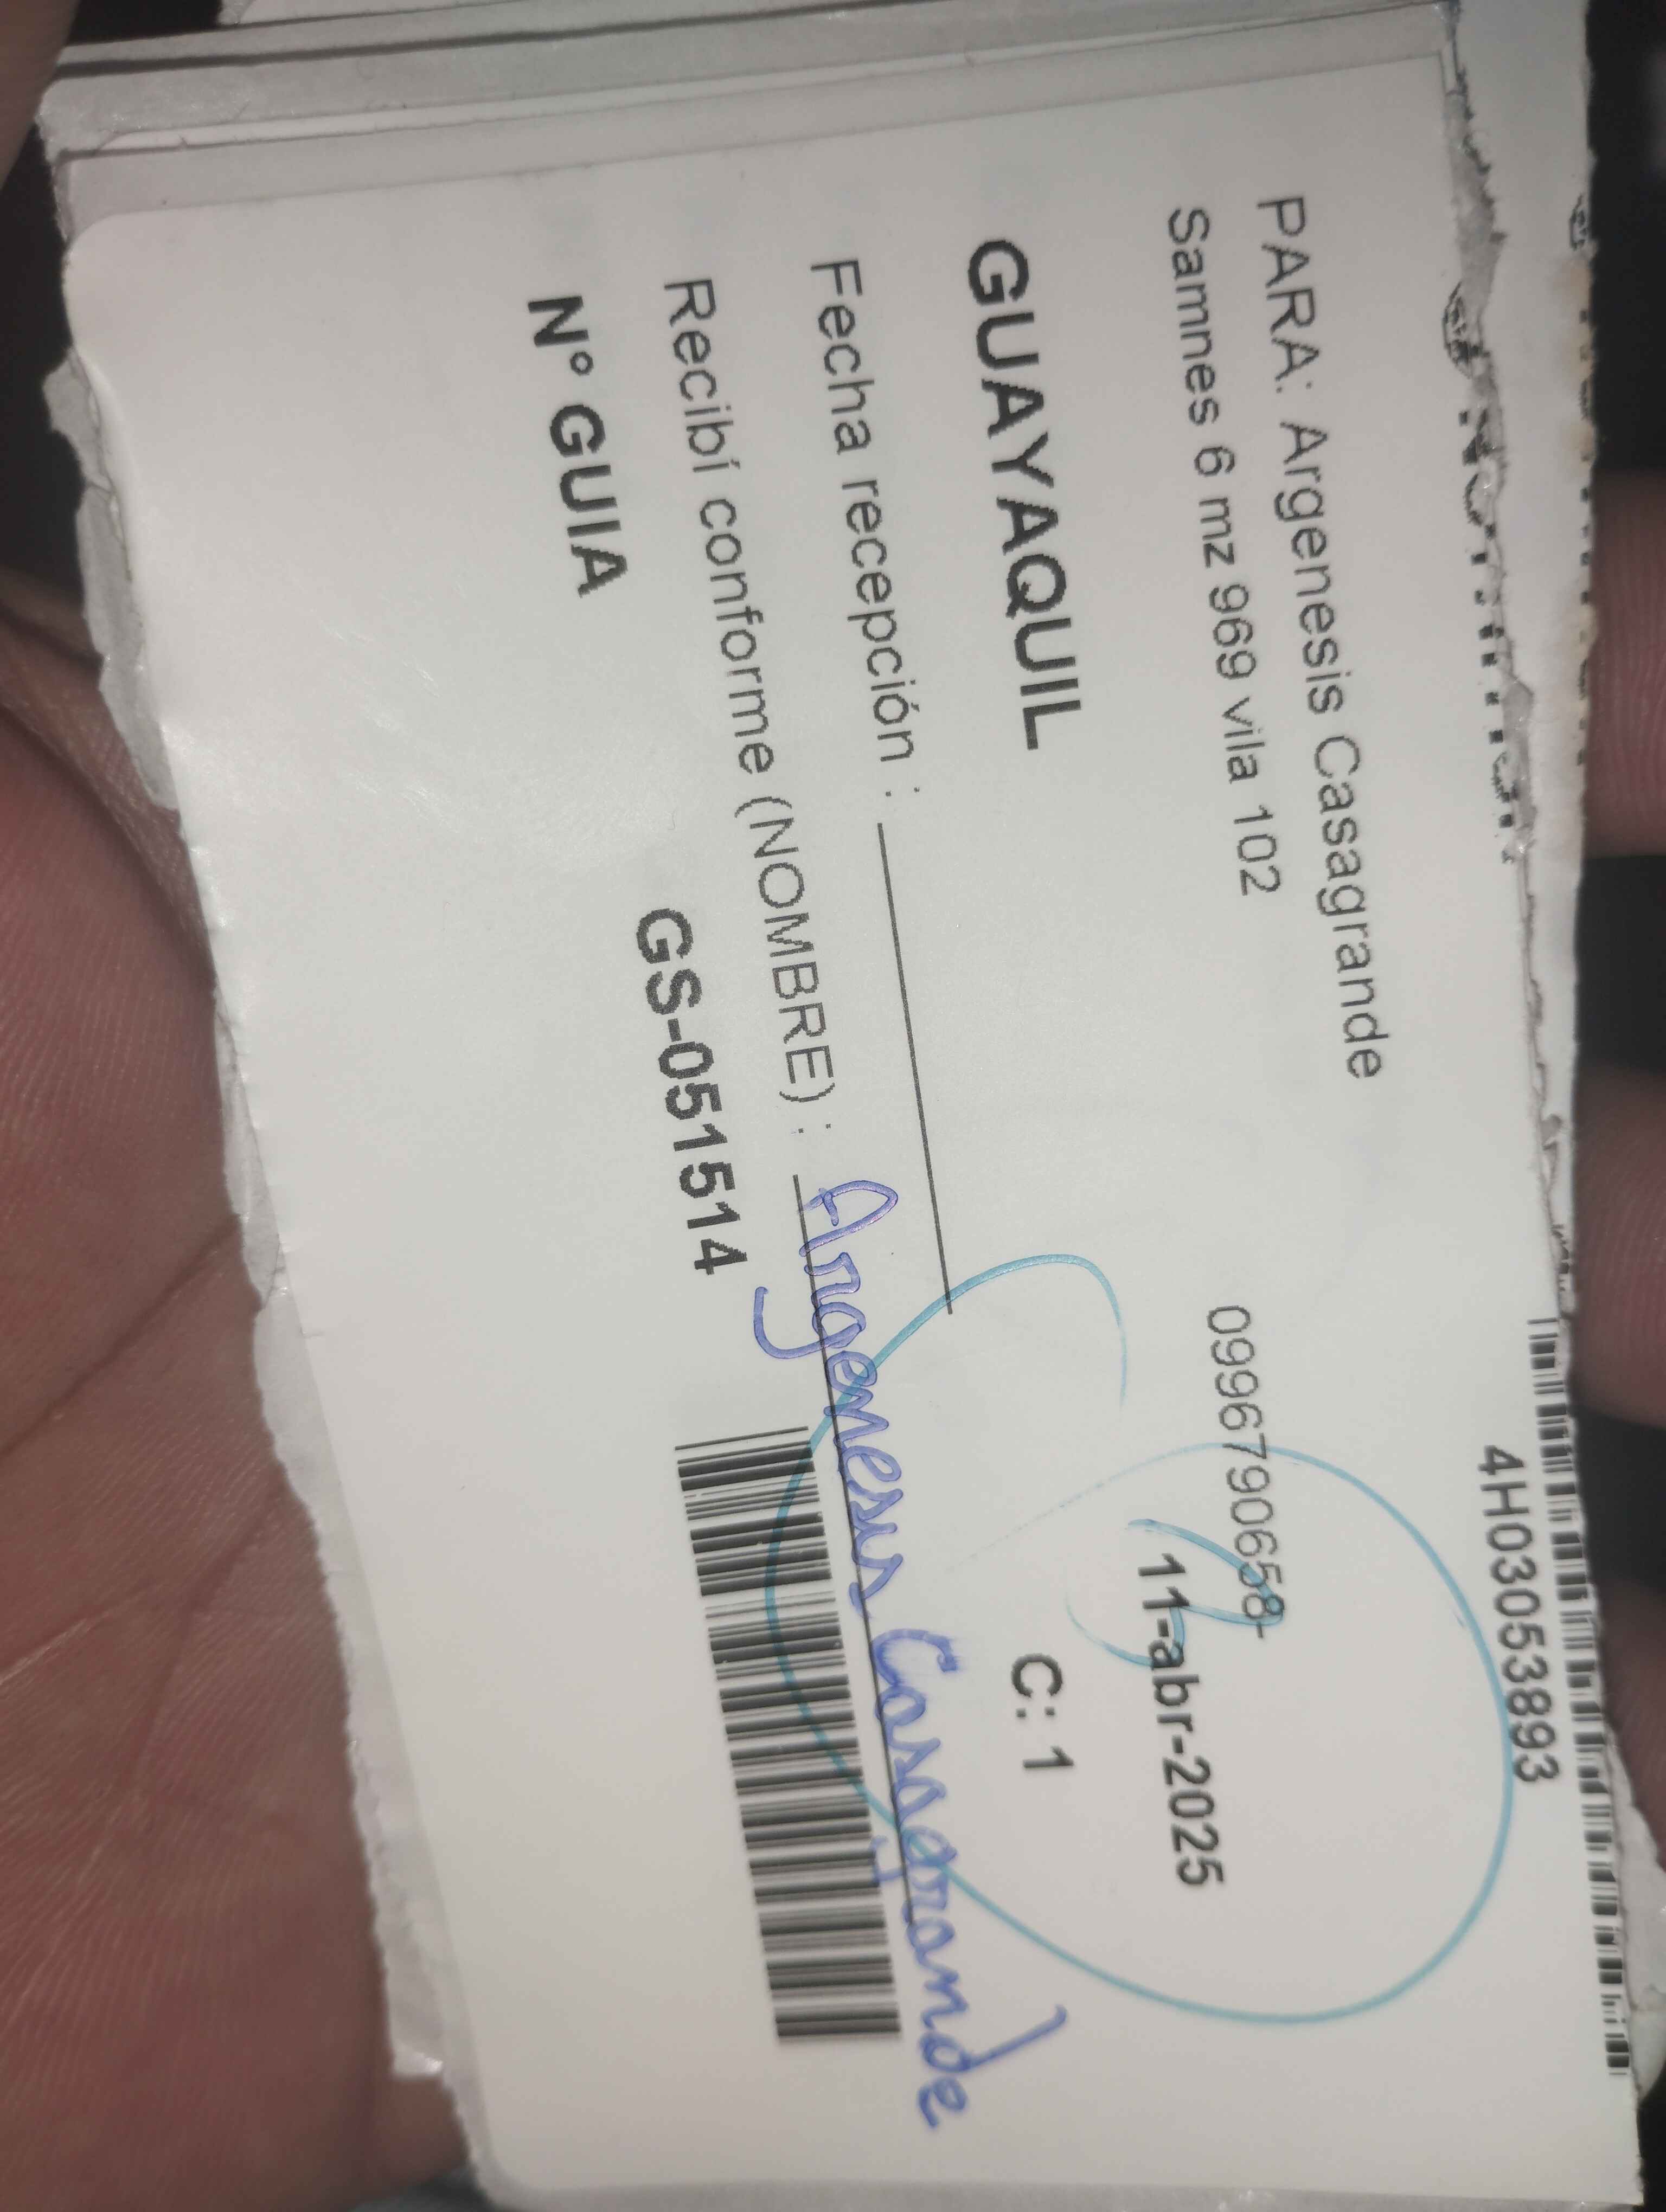 4H03053893
PARA: Argenesis Casagrande
Samnes 6 mz 969 vila 102
0996790658-
11-abr-2025
GUAYAQUIL C: 1
Fecha recepción :
Recibí conforme (NOMBRE) : Argenesis Casagrande
N° GUIA GS-051514